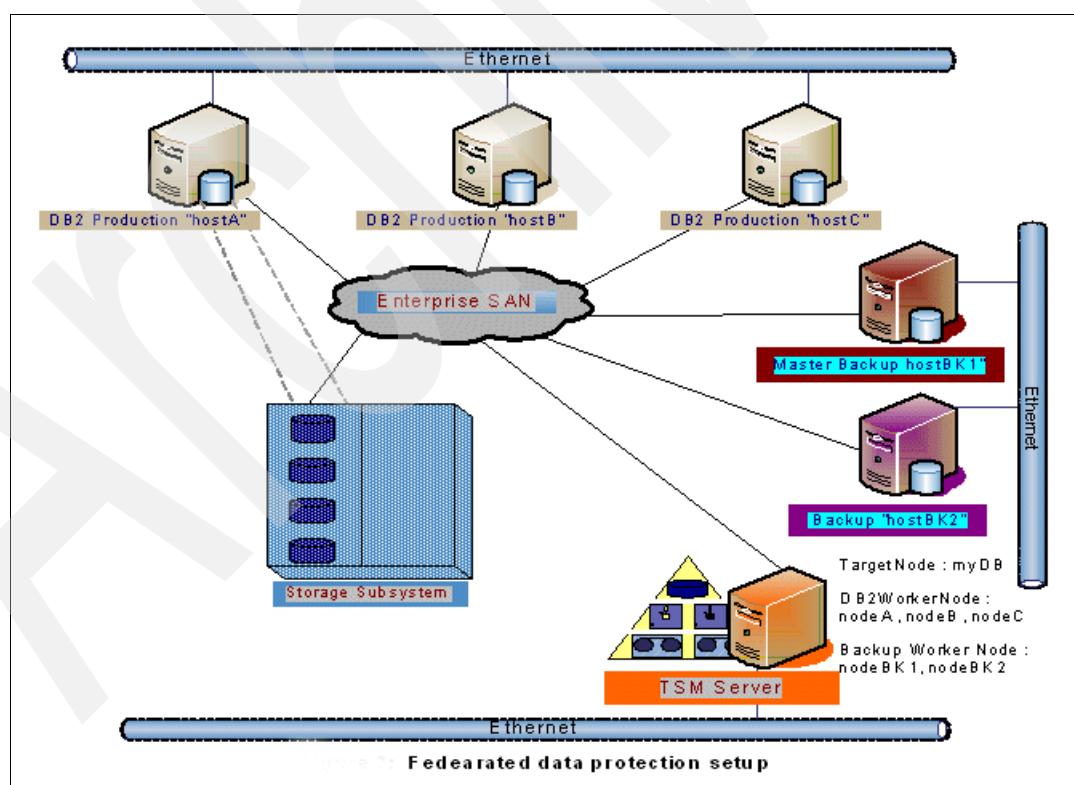 Ethernet
DB2 Production "hostA"
DB2 Production "hostB"
DB2 Production "hostC"
Enterprise SAN
Master Backup hostBK1"
Ethernet
Backup "hostBK2"
Storage Subsystem
TargetNode : myDB
DB2WorkerNode :
nodeA, nodeB, nodeC
Backup Worker Node :
nodeBK1, nodeBK2
TSM Server
Ethernet
Fedearated data protection setup